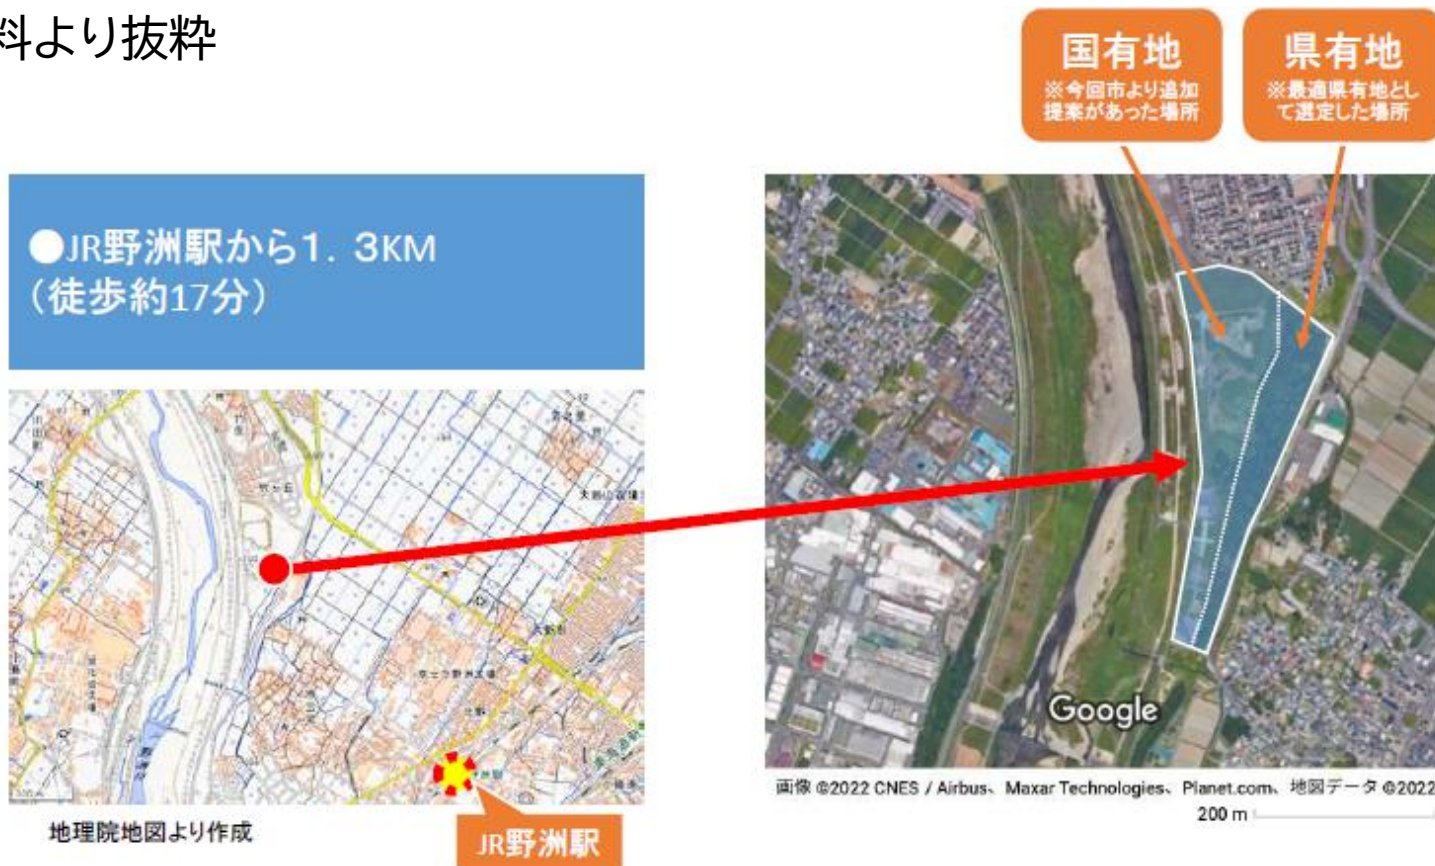 料より抜粋
国有地
※今回市より追加
提案があった場所
県有地
※最適県有地とし
て選定した場所
●JR野洲駅から1．3KM
（徒歩約17分）
Google
画像 ©2022 CNES / Airbus、Maxar Technologies、Planet.com、地図データ ©2022
200 m
地理院地図より作成
JR野洲駅